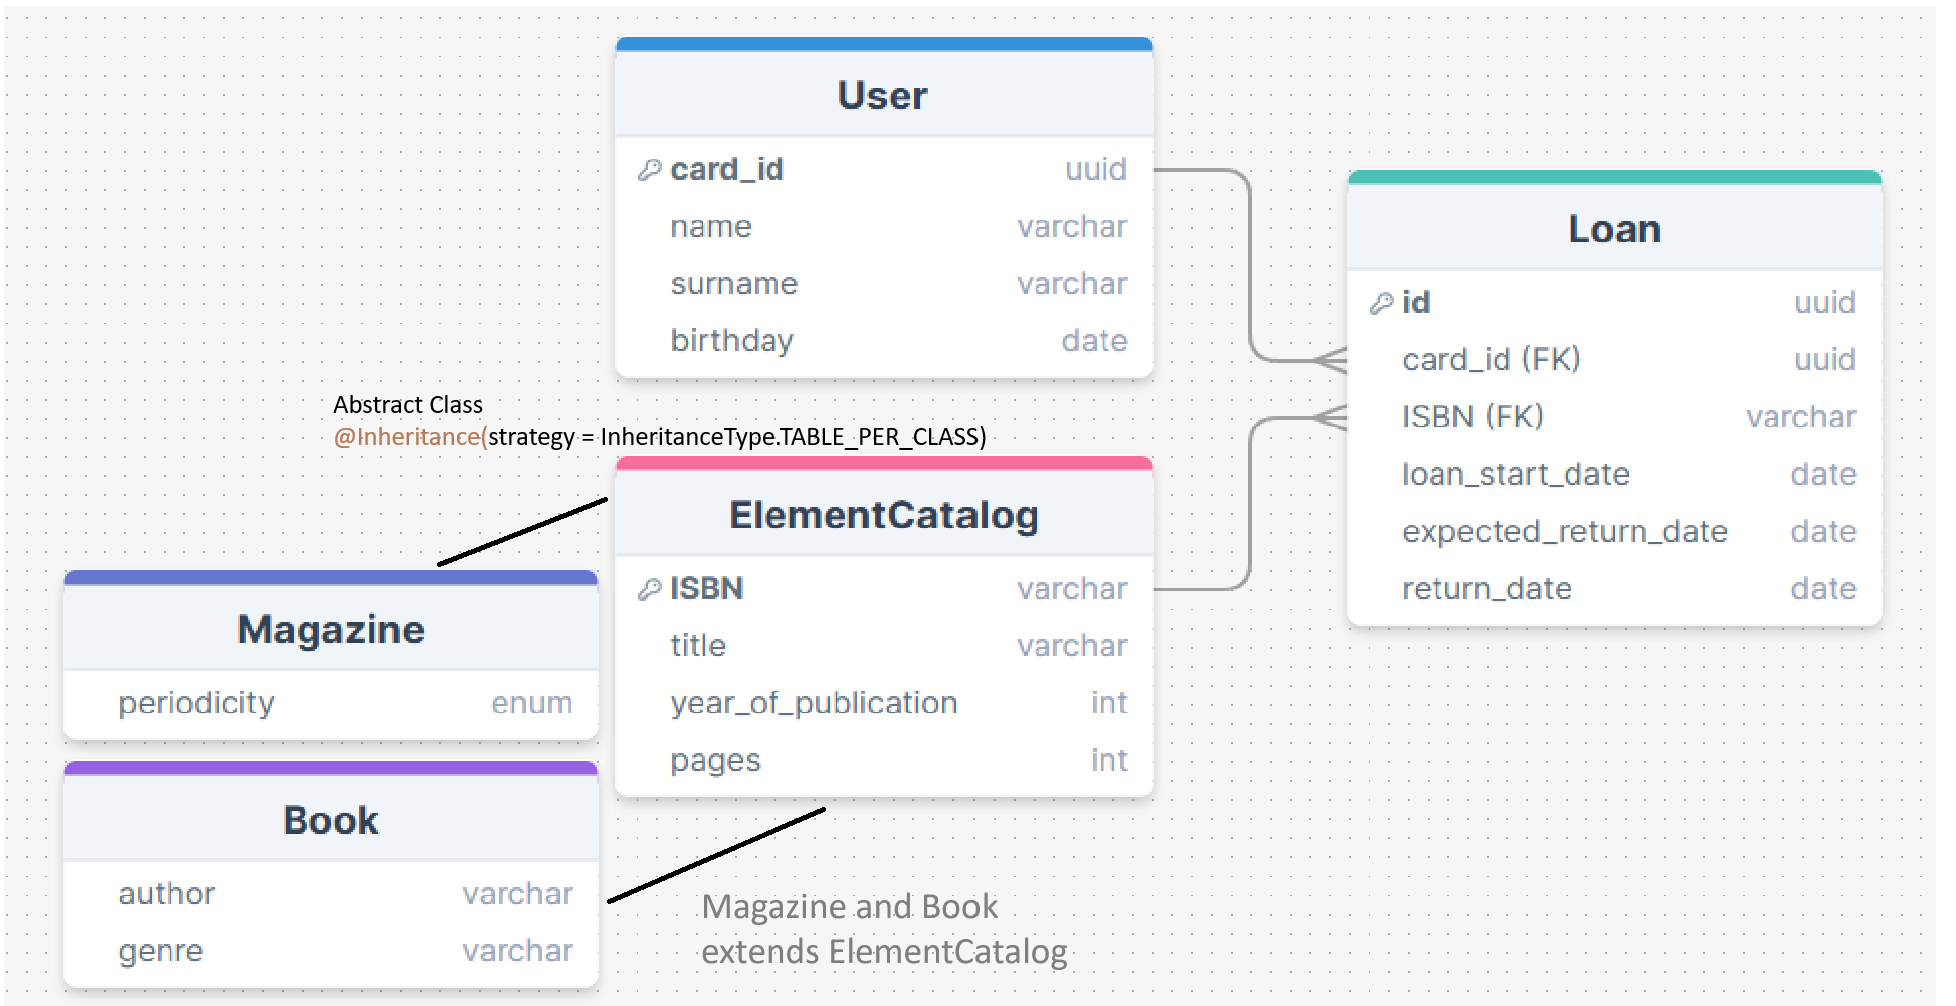 User
card_id uuid
name varchar
surname varchar
birthday date
Loan
id uuid
card_id (FK) uuid
ISBN (FK) varchar
loan_start_date date
expected_return_date date
return_date date
Abstract Class
@Inheritance(strategy = InheritanceType.TABLE_PER_CLASS)
ElementCatalog
ISBN varchar
title varchar
year_of_publication int
pages int
Magazine
periodicity enum
Book
author varchar
genre varchar
Magazine and Book
extends ElementCatalog